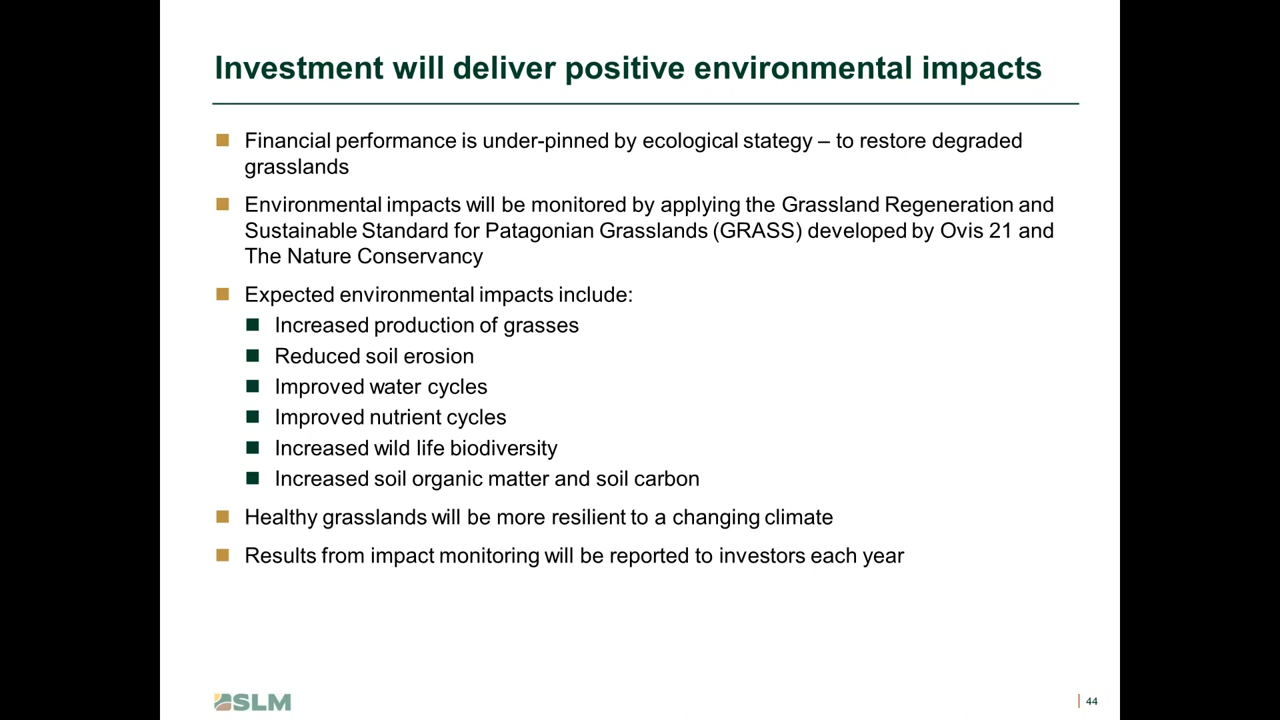 Investment will deliver positive environmental impacts
Financial performance is under-pinned by ecological stategy – to restore degraded
grasslands
Environmental impacts will be monitored by applying the Grassland Regeneration and
Sustainable Standard for Patagonian Grasslands (GRASS) developed by Ovis 21 and
The Nature Conservancy
Expected environmental impacts include:
Increased production of grasses
Reduced soil erosion
Improved water cycles
Improved nutrient cycles
Increased wild life biodiversity
Increased soil organic matter and soil carbon
Healthy grasslands will be more resilient to a changing climate
Results from impact monitoring will be reported to investors each year
SLM
44